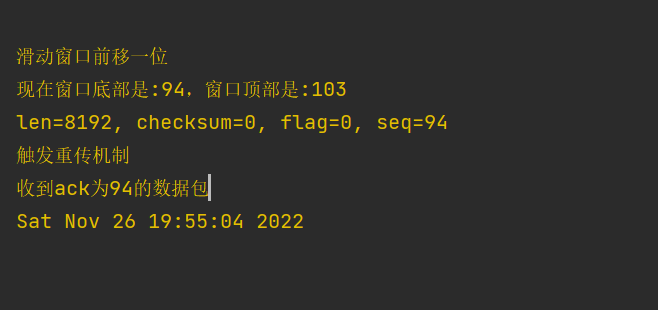 滑动窗口前移一位
现在窗口底部是:94，窗口顶部是:103
len=8192, checksum=0, flag=0, seq=94
触发重传机制
收到ack为94的数据包
Sat Nov 26 19:55:04 2022